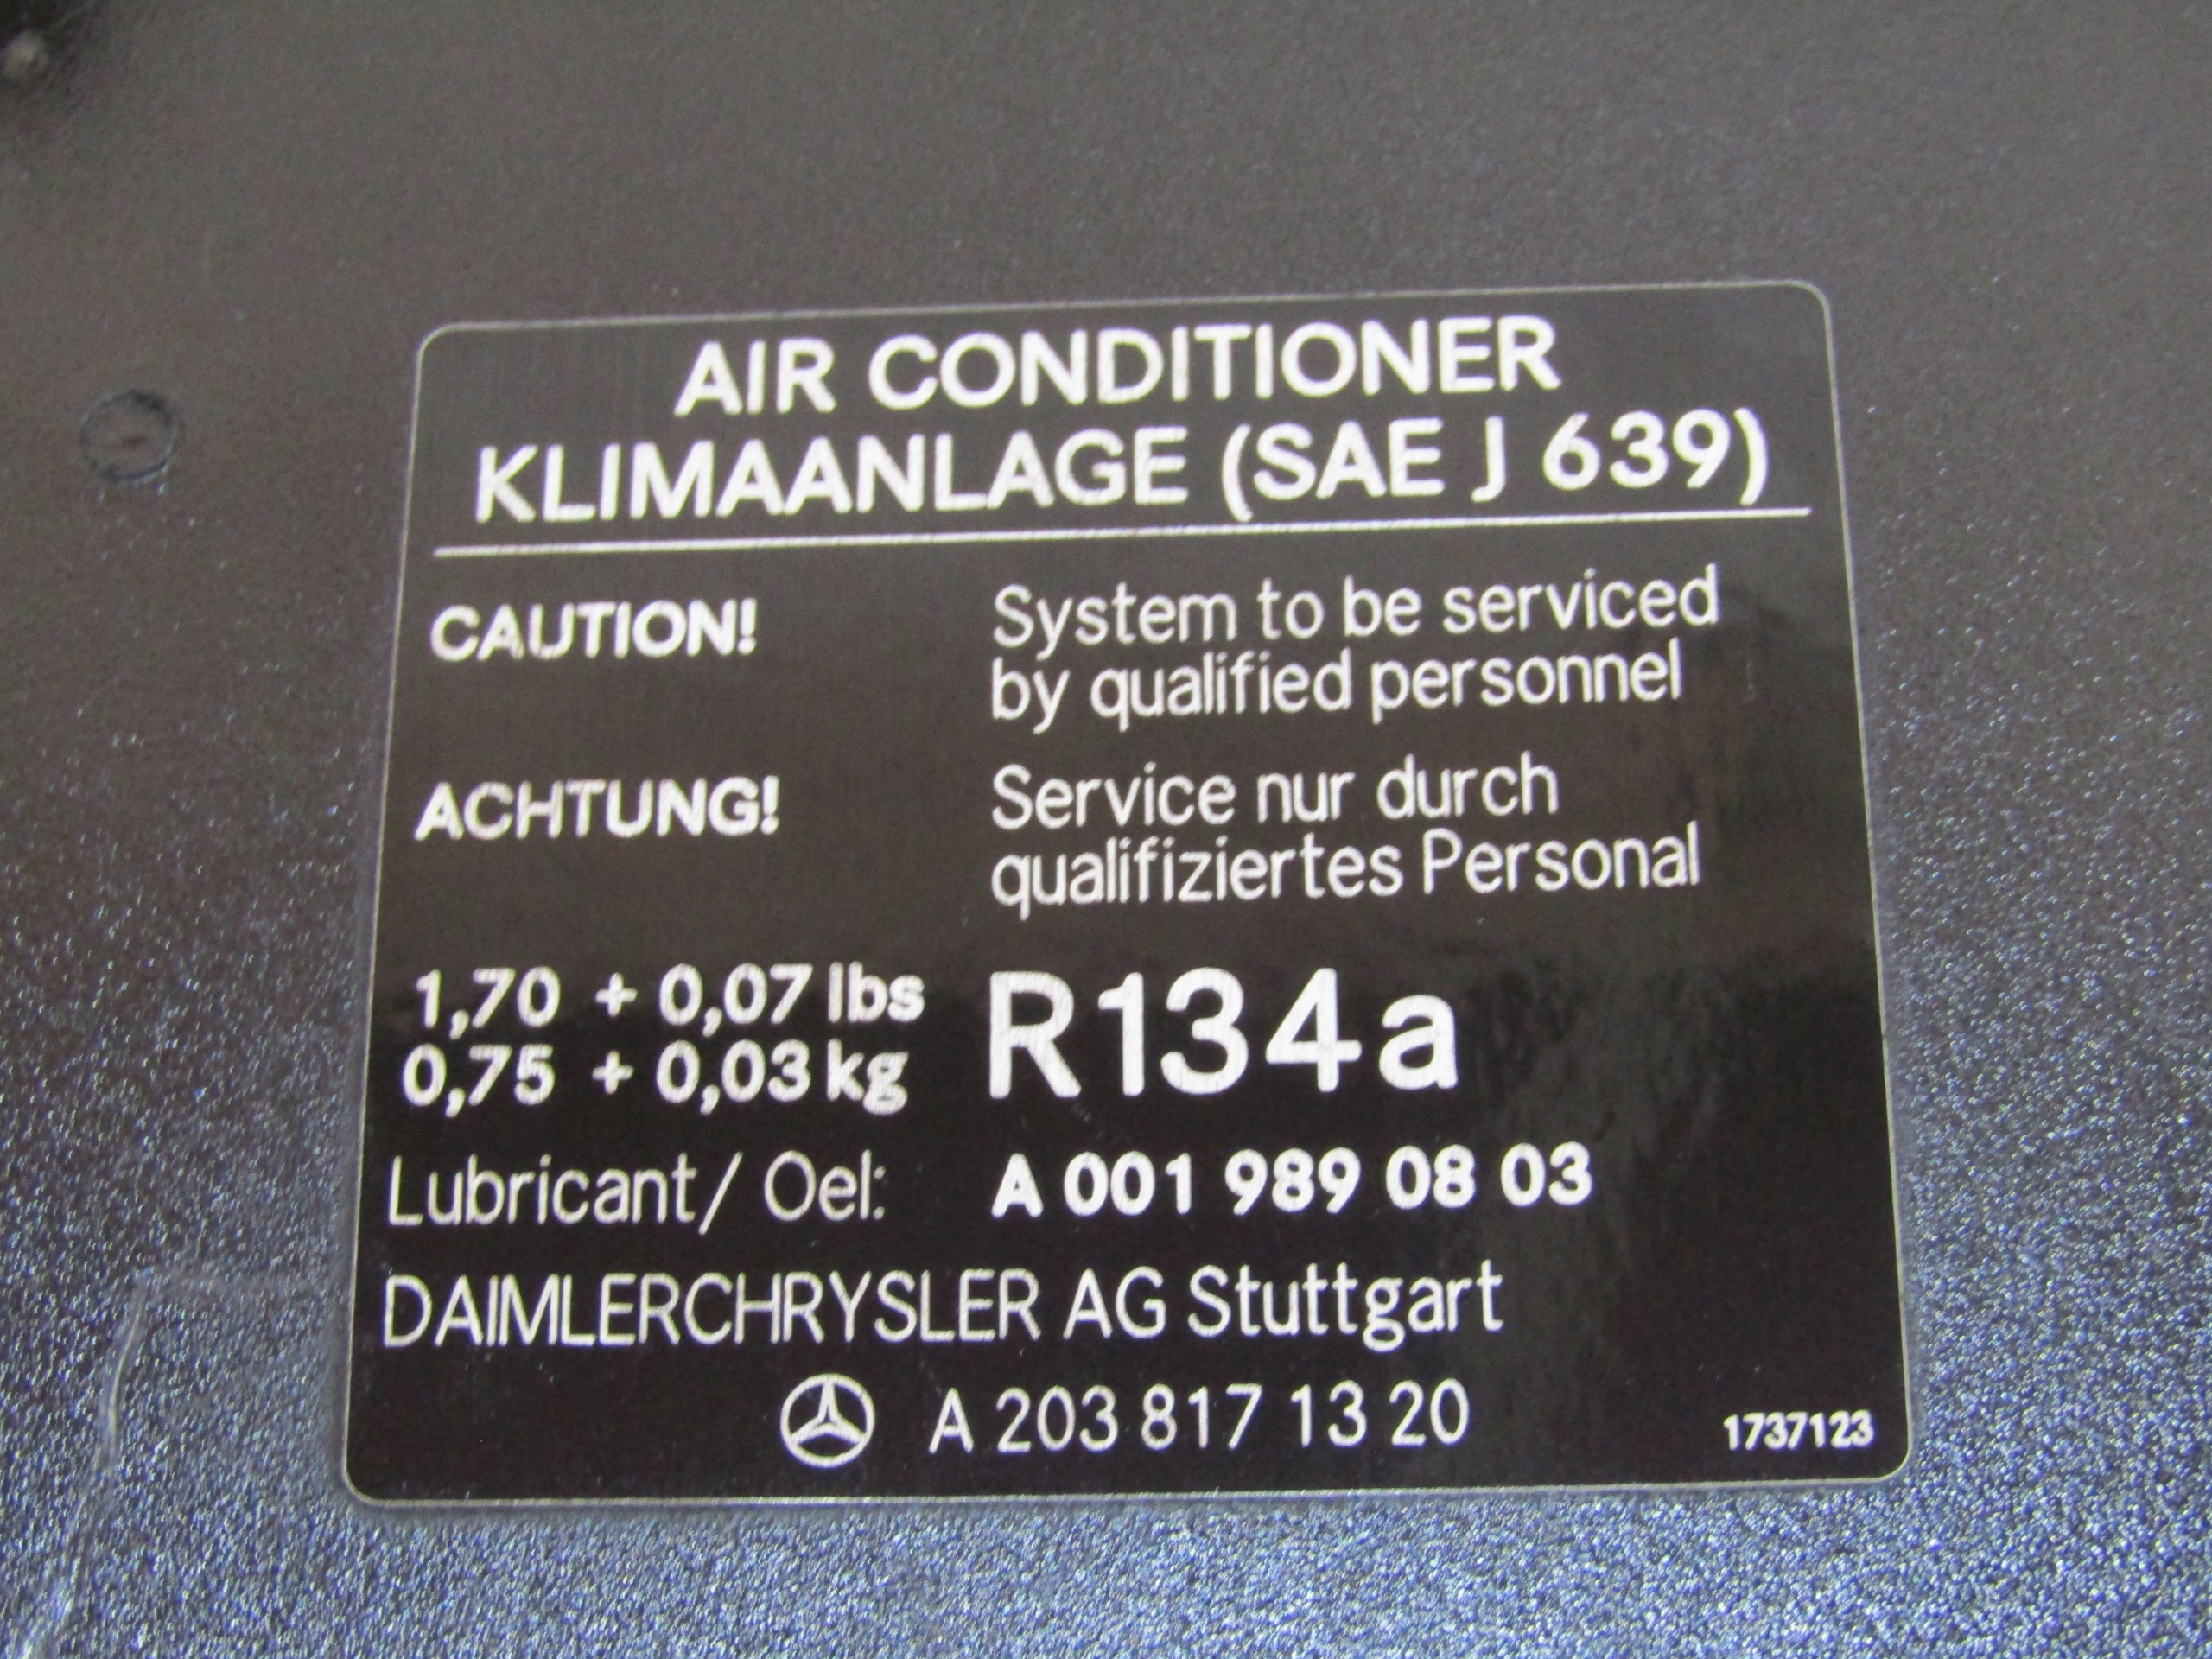 AIR CONDITIONER
KLIMAANLAGE (SAE J 639)
CAUTION! System to be serviced
by qualified personnel
ACHTUNG! Service nur durch
qualifiziertes Personal
1,70 + 0,07 lbs R134a
0,75 + 0,03 kg
Lubricant/ Oel: A 001 989 08 03
DAIMLERCHRYSLER AG Stuttgart
A 203 817 13 20 1737123